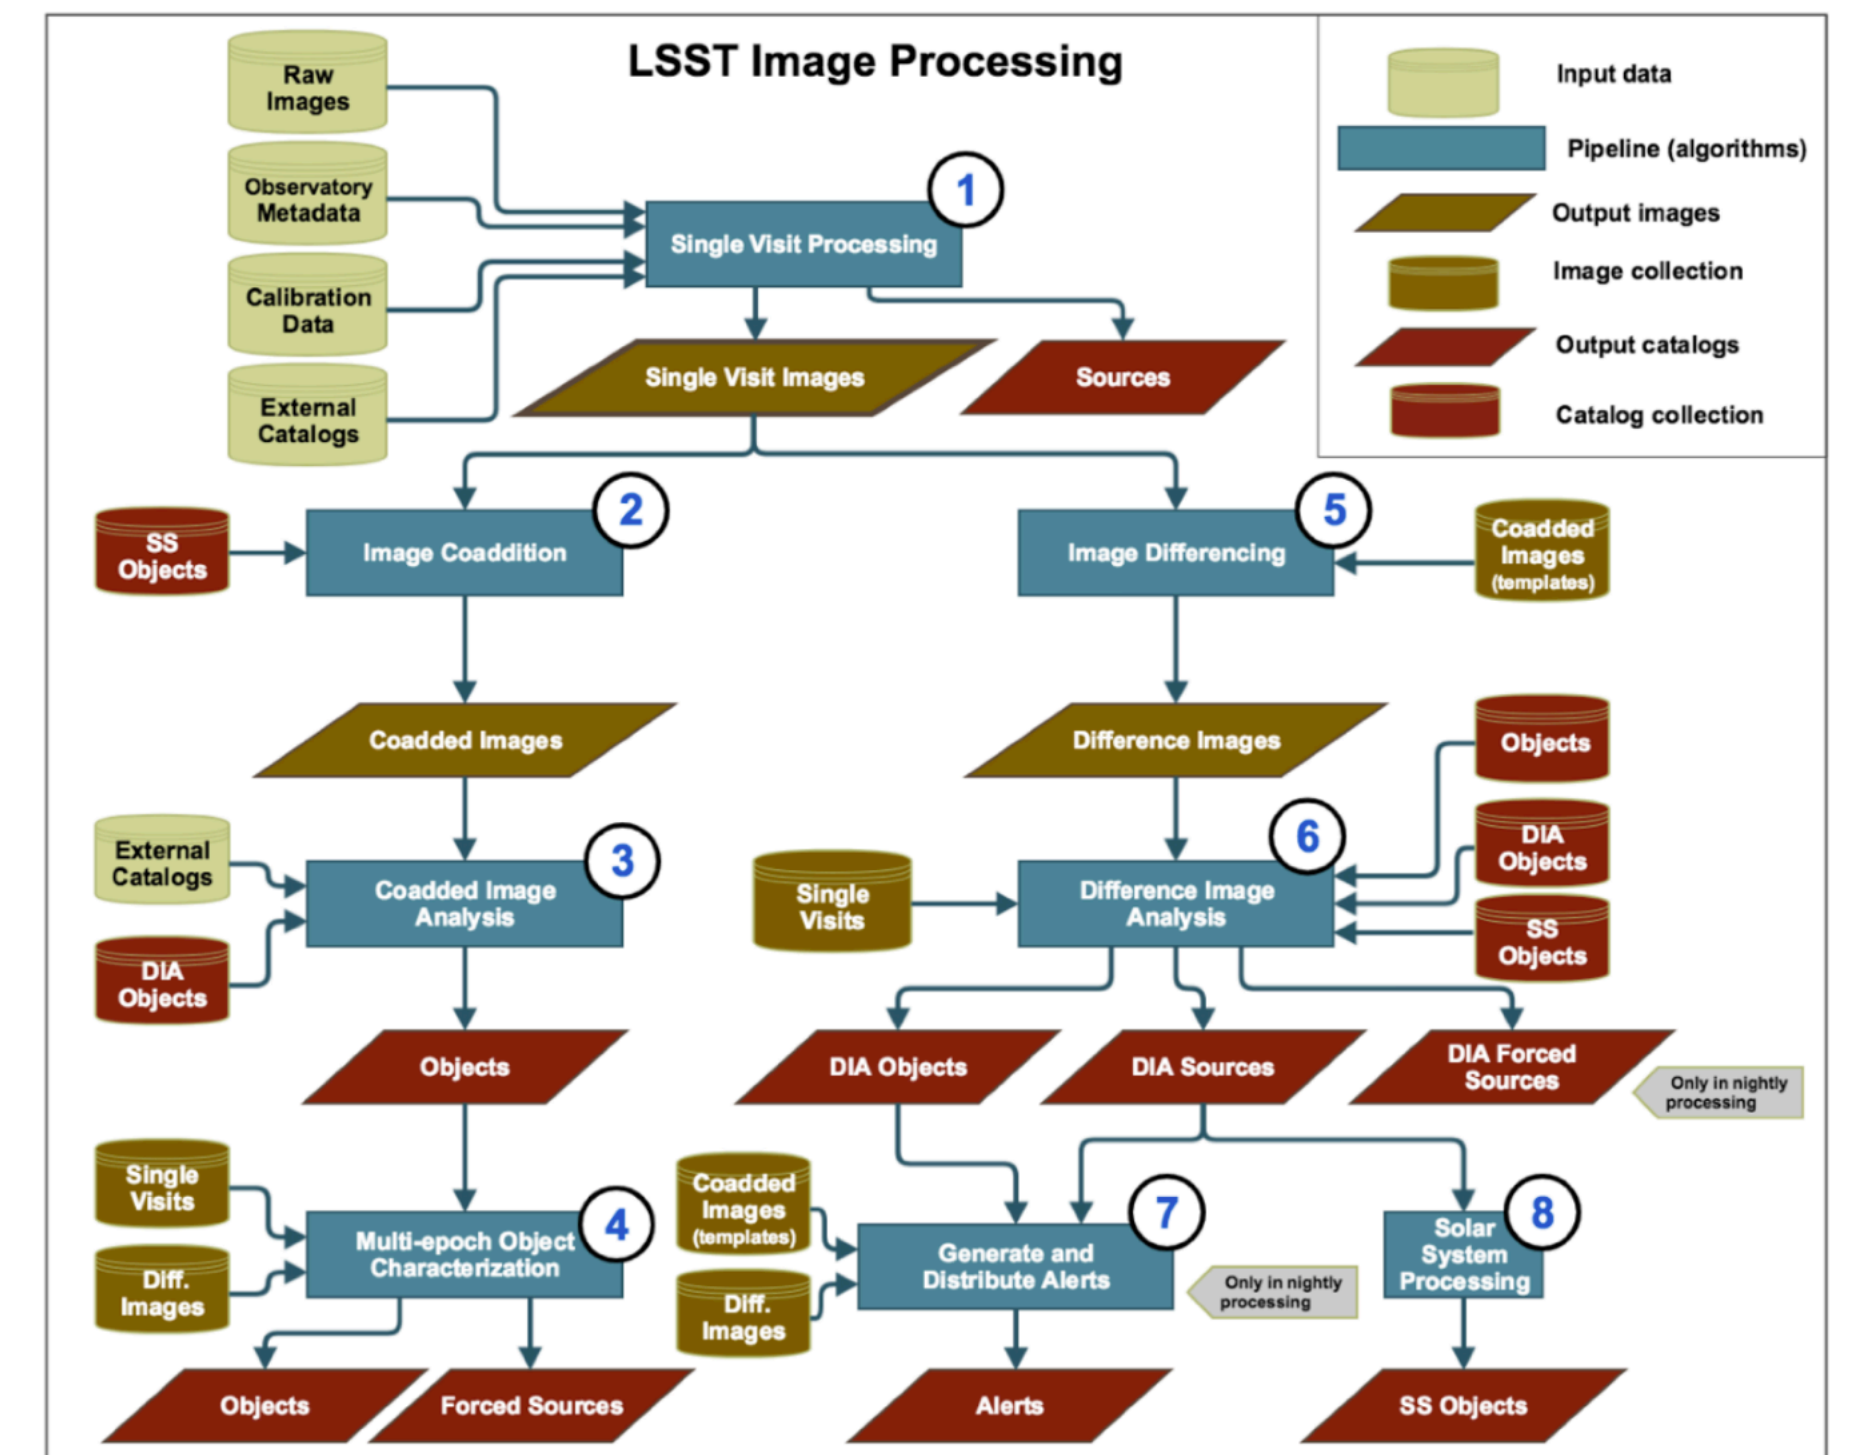 LSST Image Processing
Raw
Images
Observatory
Metadata
Calibration
Data
External
Catalogs
Input data
Pipeline (algorithms)
Output images
Image collection
Output catalogs
Catalog collection
1
Single Visit Processing
Single Visit Images
Sources
SS
Objects
2
Image Coaddition
5
Image Differencing
Coadded
Images
(templates)
Coadded Images
Difference Images
Objects
DIA
Objects
SS
Objects
External
Catalogs
DIA
Objects
3
Coadded Image
Analysis
Single
Visits
6
Difference Image
Analysis
Objects
DIA Objects
DIA Sources
DIA Forced
Sources
Only in nightly
processing
Single
Visits
Diff.
Images
4
Multi-epoch Object
Characterization
Coadded
Images
(templates)
Diff.
Images
7
Generate and
Distribute Alerts
Only in nightly
processing
8
Solar
System
Processing
Objects
Forced Sources
Alerts
SS Objects